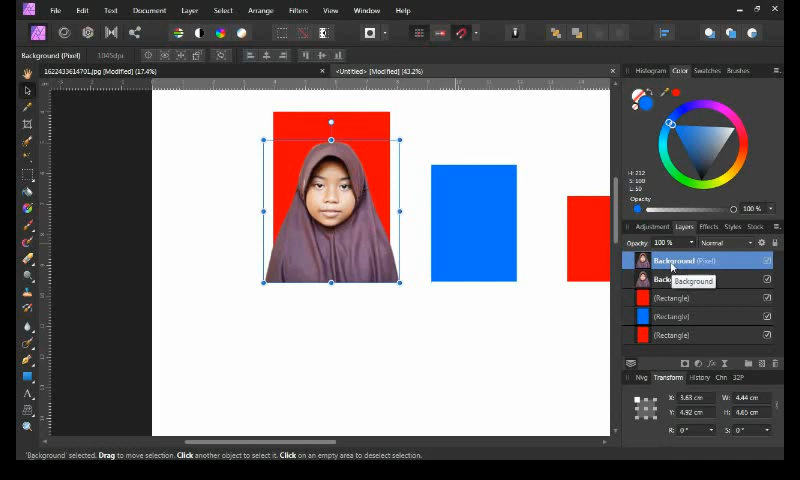 File Edit Text Document Layer Select Arrange Filters View Window Help
Background (Pixel) 1045dpi
1622433614701.jpg [Modified] (17.4%) <Untitled> [Modified] (43.2%)
Histogram Color Swatches Brushes
H: 212
S: 100
L: 50
Opacity
100 %
Adjustment Layers Effects Styles Stock
Opacity: 100 % Normal
Background (Pixel)
Background
(Rectangle)
(Rectangle)
(Rectangle)
Nvg Transform History Chn 32P
X: 3.63 cm W: 4.44 cm
Y: 4.92 cm H: 4.65 cm
R: 0 ° S: 0 °
'Background' selected. Drag to move selection. Click another object to select it. Click on an empty area to deselect selection.